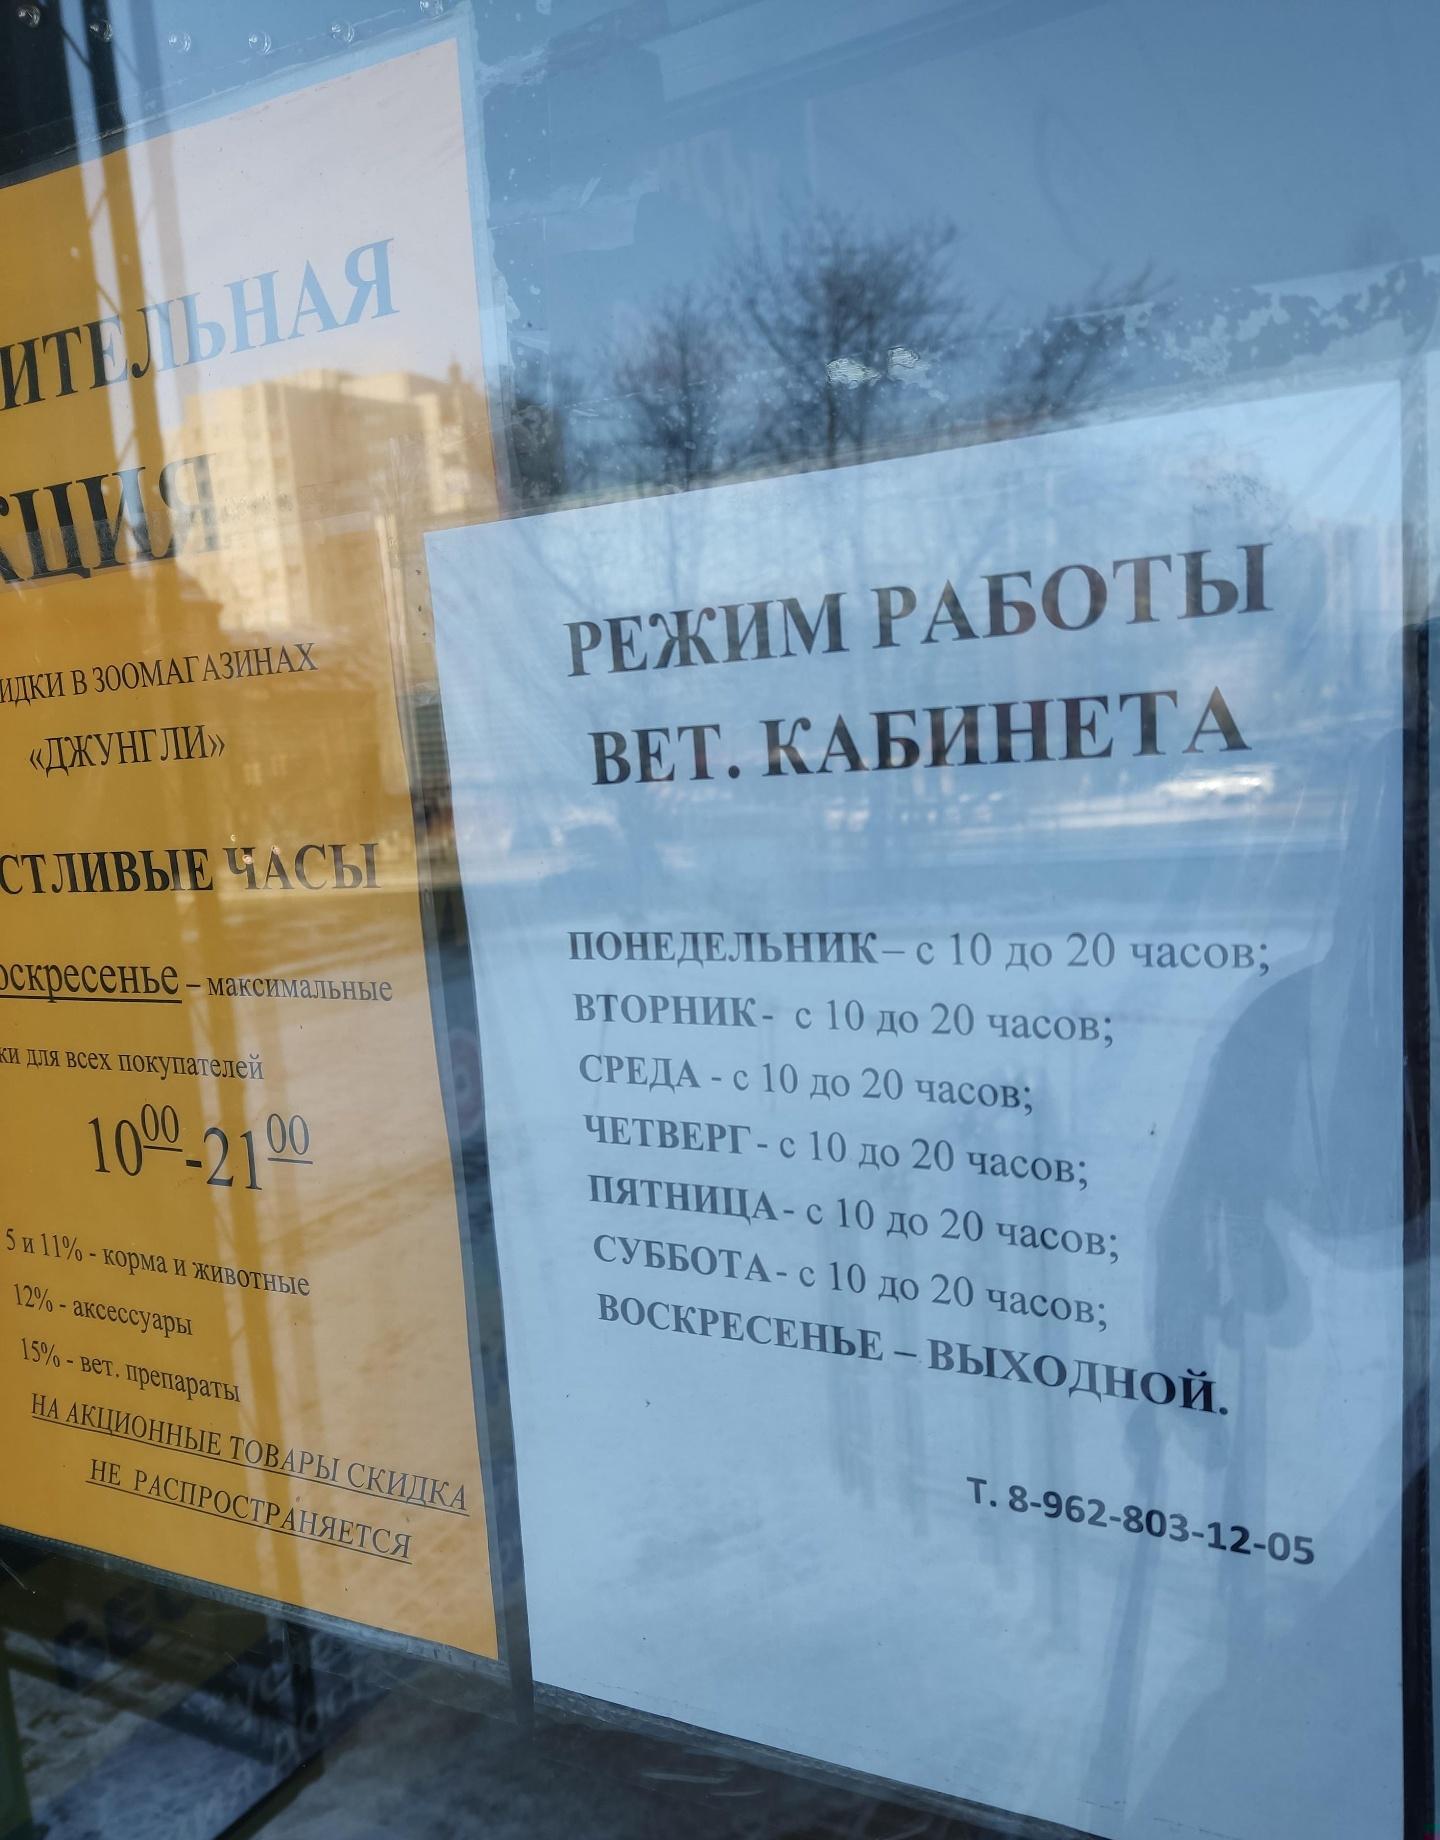 ИТЕЛЬНАЯ
КЦИЯ
ИДКИ В ЗООМАГАЗИНАХ
«ДЖУНГЛИ»
СТЛИВЫЕ ЧАСЫ
оскресенье – максимальные
ки для всех покупателей
10⁰⁰-21⁰⁰
5 и 11% - корма и животные
12% - аксессуары
15% - вет. препараты
НА АКЦИОННЫЕ ТОВАРЫ СКИДКА
НЕ РАСПРОСТРАНЯЕТСЯ
РЕЖИМ РАБОТЫ
ВЕТ. КАБИНЕТА
ПОНЕДЕЛЬНИК – с 10 до 20 часов;
ВТОРНИК - с 10 до 20 часов;
СРЕДА - с 10 до 20 часов;
ЧЕТВЕРГ - с 10 до 20 часов;
ПЯТНИЦА - с 10 до 20 часов;
СУББОТА - с 10 до 20 часов;
ВОСКРЕСЕНЬЕ – ВЫХОДНОЙ.
Т. 8-962-803-12-05